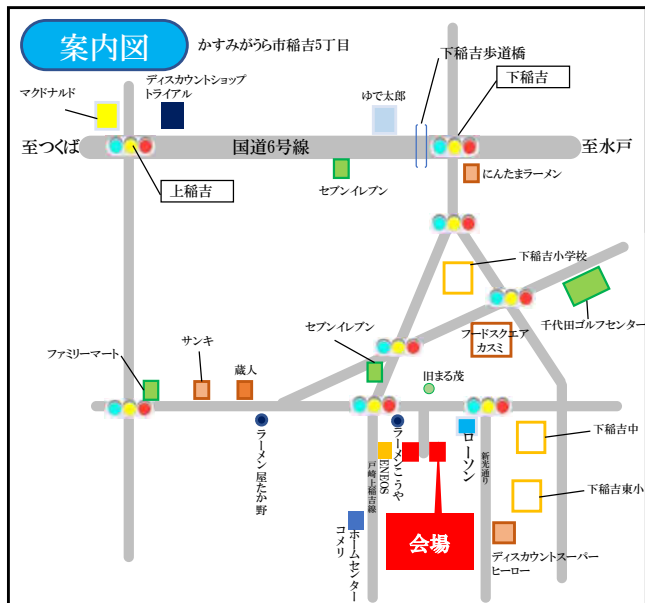 案内図
かすみがうら市稲吉5丁目
下稲吉歩道橋
ディスカウントショップ
トライアル
マクドナルド
ゆで太郎
下稲吉
至つくば
国道6号線
至水戸
上稲吉
セブンイレブン
にんたまラーメン
下稲吉小学校
千代田ゴルフセンター
フードスクエア
カスミ
セブンイレブン
サンキ
ファミリーマート
蔵人
旧まる茂
ラーメン屋たか野
ENEOS
戸崎上稲吉線
ラーメンこうや
ローソン
新光通り
下稲吉中
下稲吉東小
会場
ホームセンター
コメリ
ディスカウントスーパー
ヒーロー